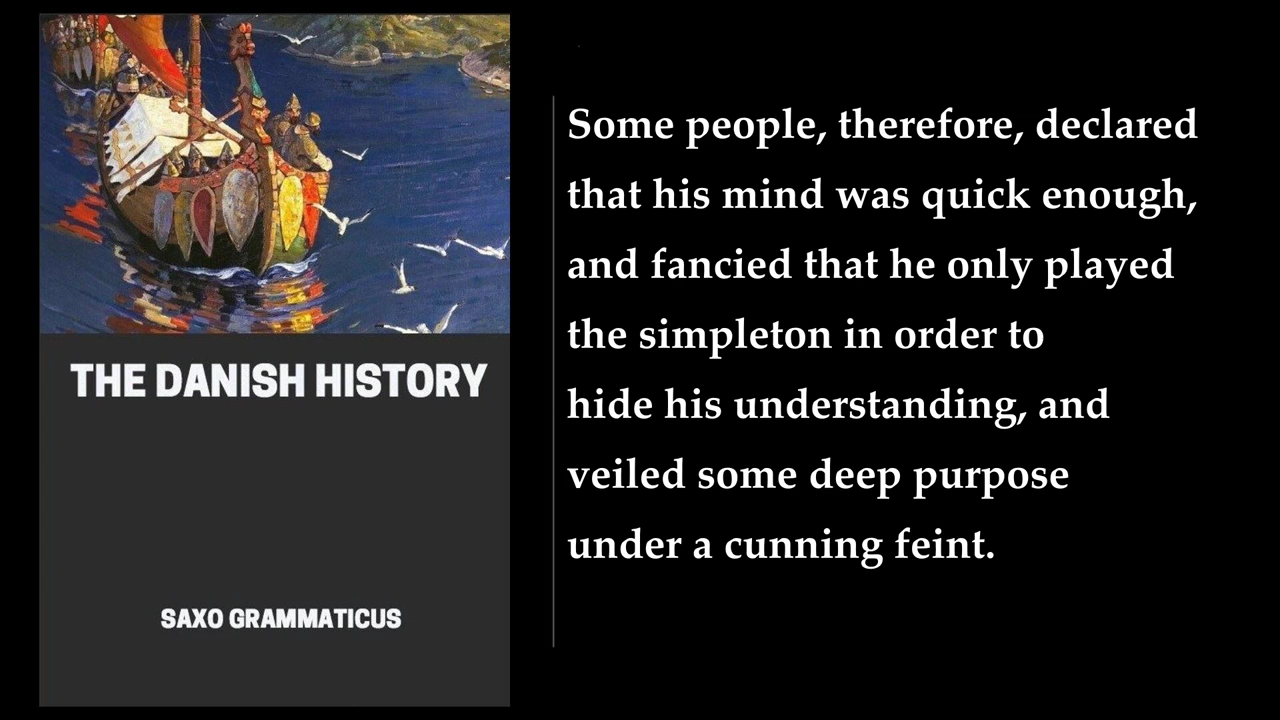 THE DANISH HISTORY
SAXO GRAMMATICUS
Some people, therefore, declared
that his mind was quick enough,
and fancied that he only played
the simpleton in order to
hide his understanding, and
veiled some deep purpose
under a cunning feint.